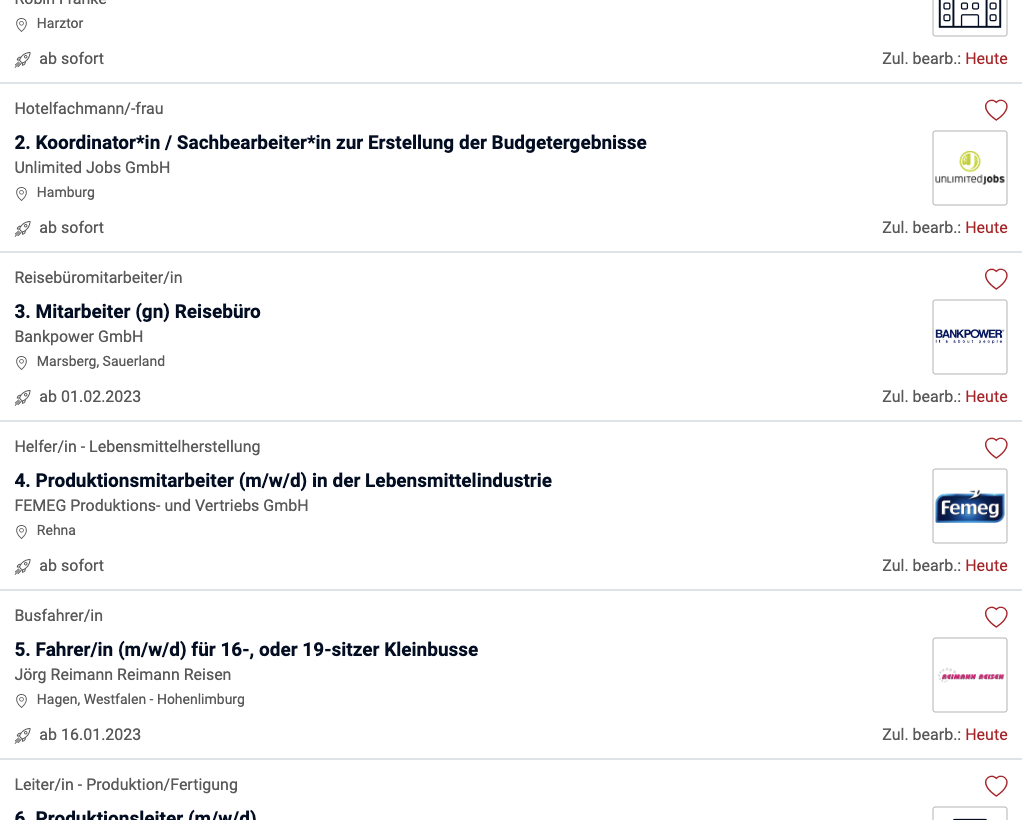 Robin Franke
Harztor
ab sofort
Zul. bearb.: Heute
Hotelfachmann/-frau
2. Koordinator*in / Sachbearbeiter*in zur Erstellung der Budgetergebnisse
Unlimited Jobs GmbH
UNLIMITEDJOBS
Hamburg
ab sofort
Zul. bearb.: Heute
Reisebüromitarbeiter/in
3. Mitarbeiter (gn) Reisebüro
Bankpower GmbH
BANKPOWER
it's about people
Marsberg, Sauerland
ab 01.02.2023
Zul. bearb.: Heute
Helfer/in - Lebensmittelherstellung
4. Produktionsmitarbeiter (m/w/d) in der Lebensmittelindustrie
FEMEG Produktions- und Vertriebs GmbH
Femeg
Rehna
ab sofort
Zul. bearb.: Heute
Busfahrer/in
5. Fahrer/in (m/w/d) für 16-, oder 19-sitzer Kleinbusse
Jörg Reimann Reimann Reisen
REIMANN REISEN
Hagen, Westfalen - Hohenlimburg
ab 16.01.2023
Zul. bearb.: Heute
Leiter/in - Produktion/Fertigung
6. Produktionsleiter (m/w/d)